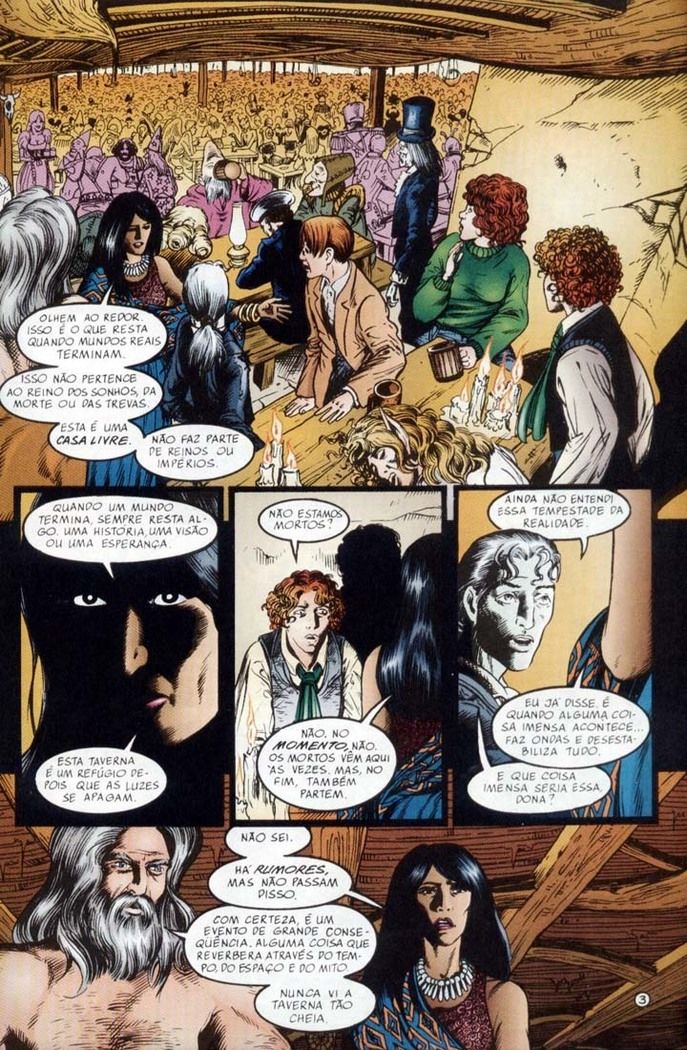 OLHEM AO REDOR.
ISSO É O QUE RESTA
QUANDO MUNDOS REAIS
TERMINAM.
ISSO NÃO PERTENCE
AO REINO DOS SONHOS, DA
MORTE OU DAS TREVAS.
ESTA É UMA
CASA LIVRE.
NÃO FAZ PARTE
DE REINOS OU
IMPÉRIOS.
QUANDO UM MUNDO
TERMINA, SEMPRE RESTA AL-
GO. UMA HISTÓRIA, UMA VISÃO
OU UMA ESPERANÇA.
ESTA TAVERNA
É UM REFÚGIO DE-
POIS QUE AS LUZES
SE APAGAM.
NÃO ESTAMOS
MORTOS?
NÃO. NO
MOMENTO, NÃO.
OS MORTOS VÊM AQUI
ÀS VEZES. MAS, NO
FIM, TAMBÉM
PARTEM.
AINDA NÃO ENTENDI
ESSA TEMPESTADE DA
REALIDADE.
EU JÁ DISSE. É
QUANDO ALGUMA COI-
SA IMENSA ACONTECE...
FAZ ONDAS E DESESTA-
BILIZA TUDO.
E QUE COISA
IMENSA SERIA ESSA,
DONA?
NÃO SEI.
HÁ RUMORES,
MAS NÃO PASSAM
DISSO.
COM CERTEZA, É UM
EVENTO DE GRANDE CONSE-
QÜÊNCIA. ALGUMA COISA QUE
REVERBERA ATRAVÉS DO TEM-
PO, DO ESPAÇO E DO MITO.
NUNCA VI A
TAVERNA TÃO
CHEIA.
3